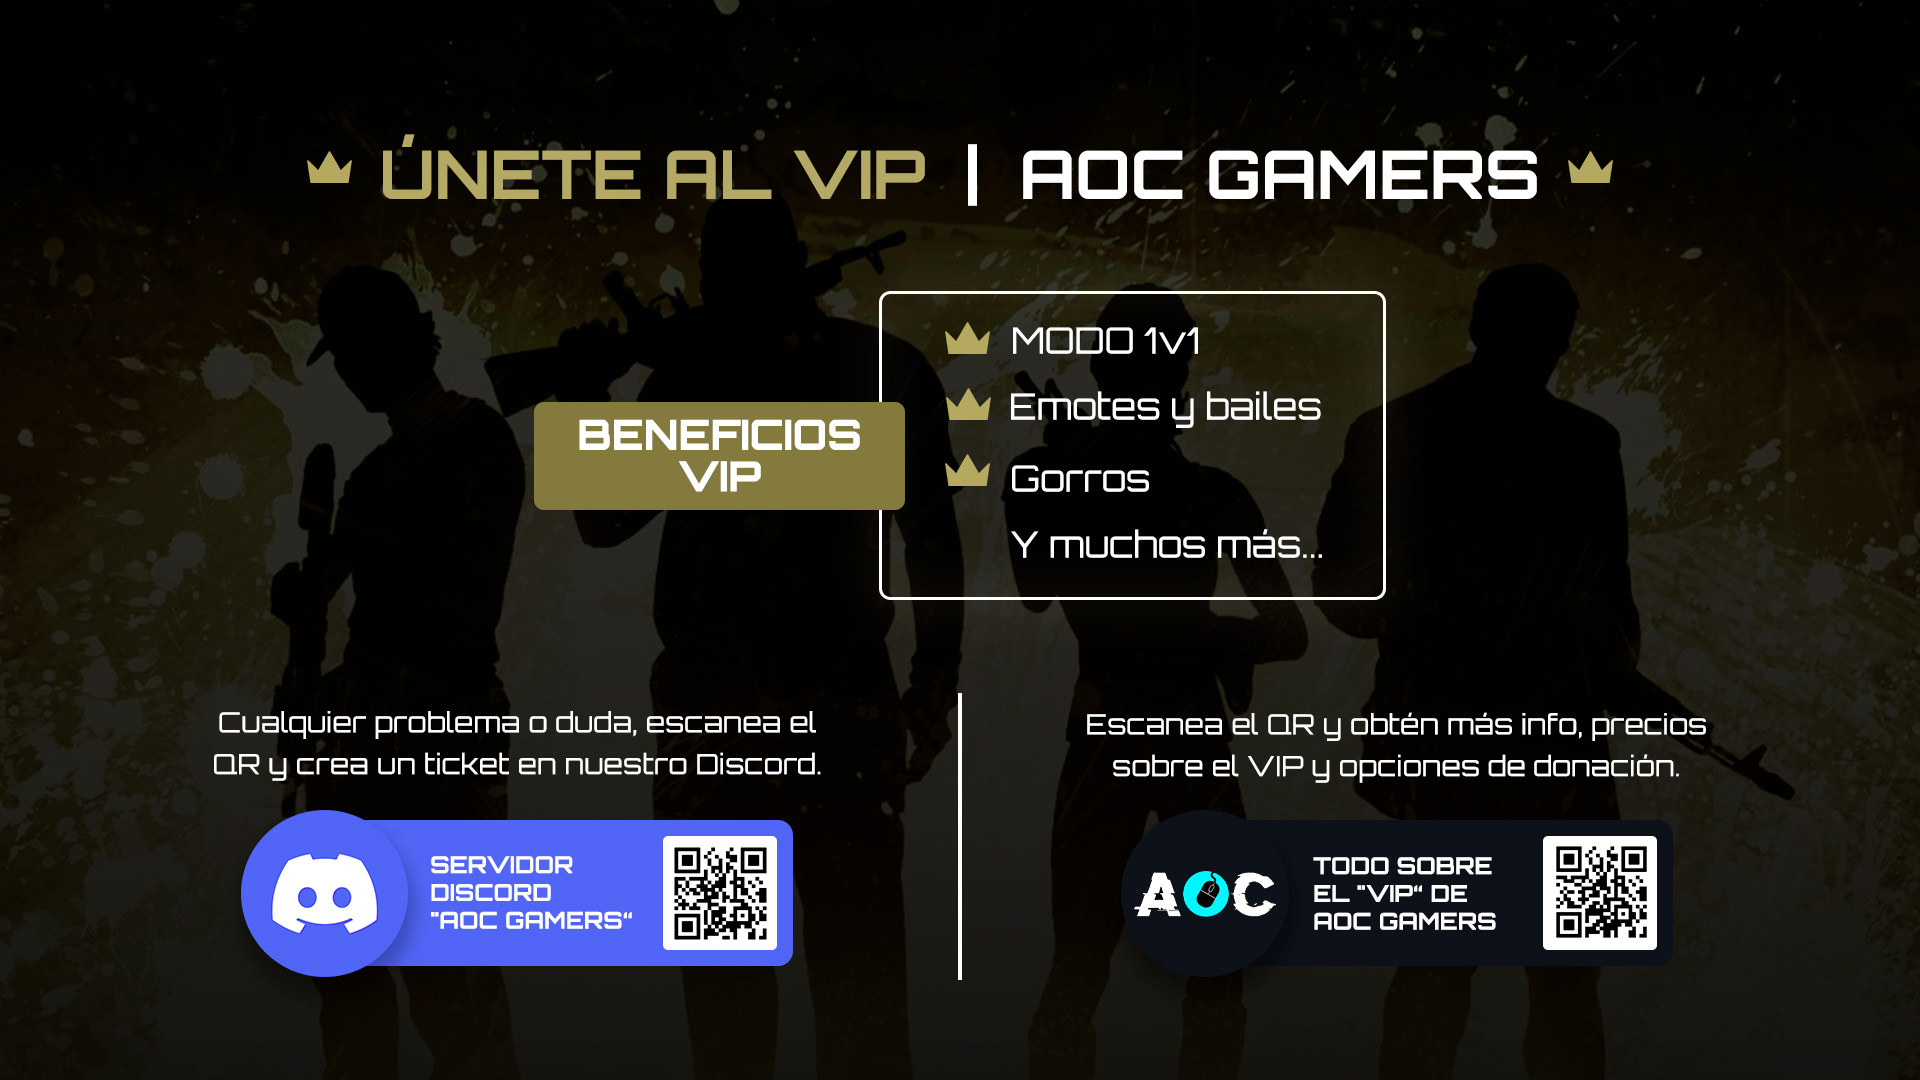 ÚNETE AL VIP | AOC GAMERS
BENEFICIOS
VIP
MODO 1v1
Emotes y bailes
Gorros
Y muchos más...
Cualquier problema o duda, escanea el
QR y crea un ticket en nuestro Discord.
SERVIDOR
DISCORD
"AOC GAMERS“
Escanea el QR y obtén más info, precios
sobre el VIP y opciones de donación.
AOC
TODO SOBRE
EL "VIP“ DE
AOC GAMERS